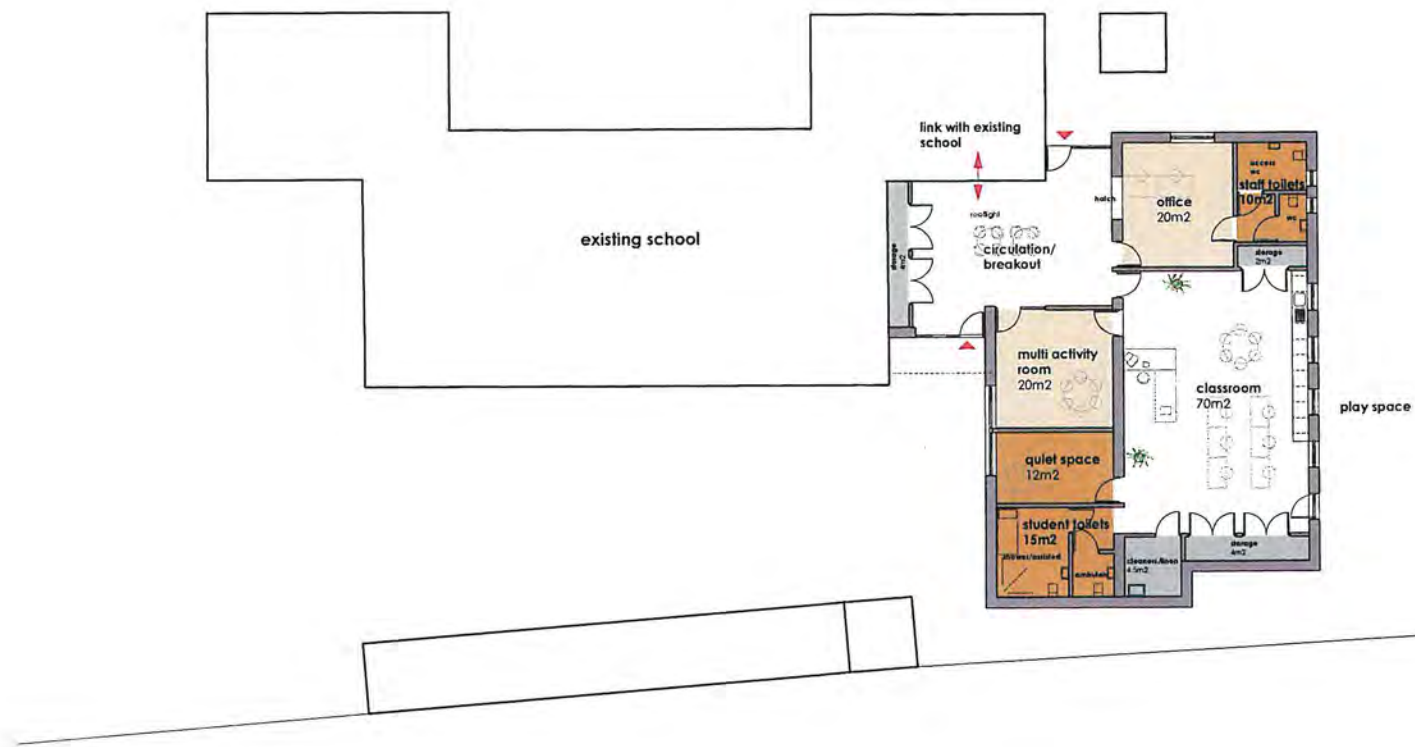 link with existing
school
existing school
rooflight
circulation/
breakout
storage
4m2
hatch
office
20m2
access
wc
staff toilets
10m2
wc
storage
2m2
multi activity
room
20m2
classroom
70m2
play space
quiet space
12m2
student toilets
15m2
shower/assisted
ambulant
cleaners/linen
4.5m2
storage
4m2